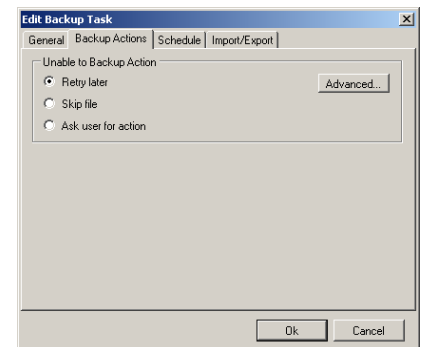 Edit Backup Task
General Backup Actions Schedule Import/Export
Unable to Backup Action
Retry later
Advanced...
Skip file
Ask user for action
Ok Cancel